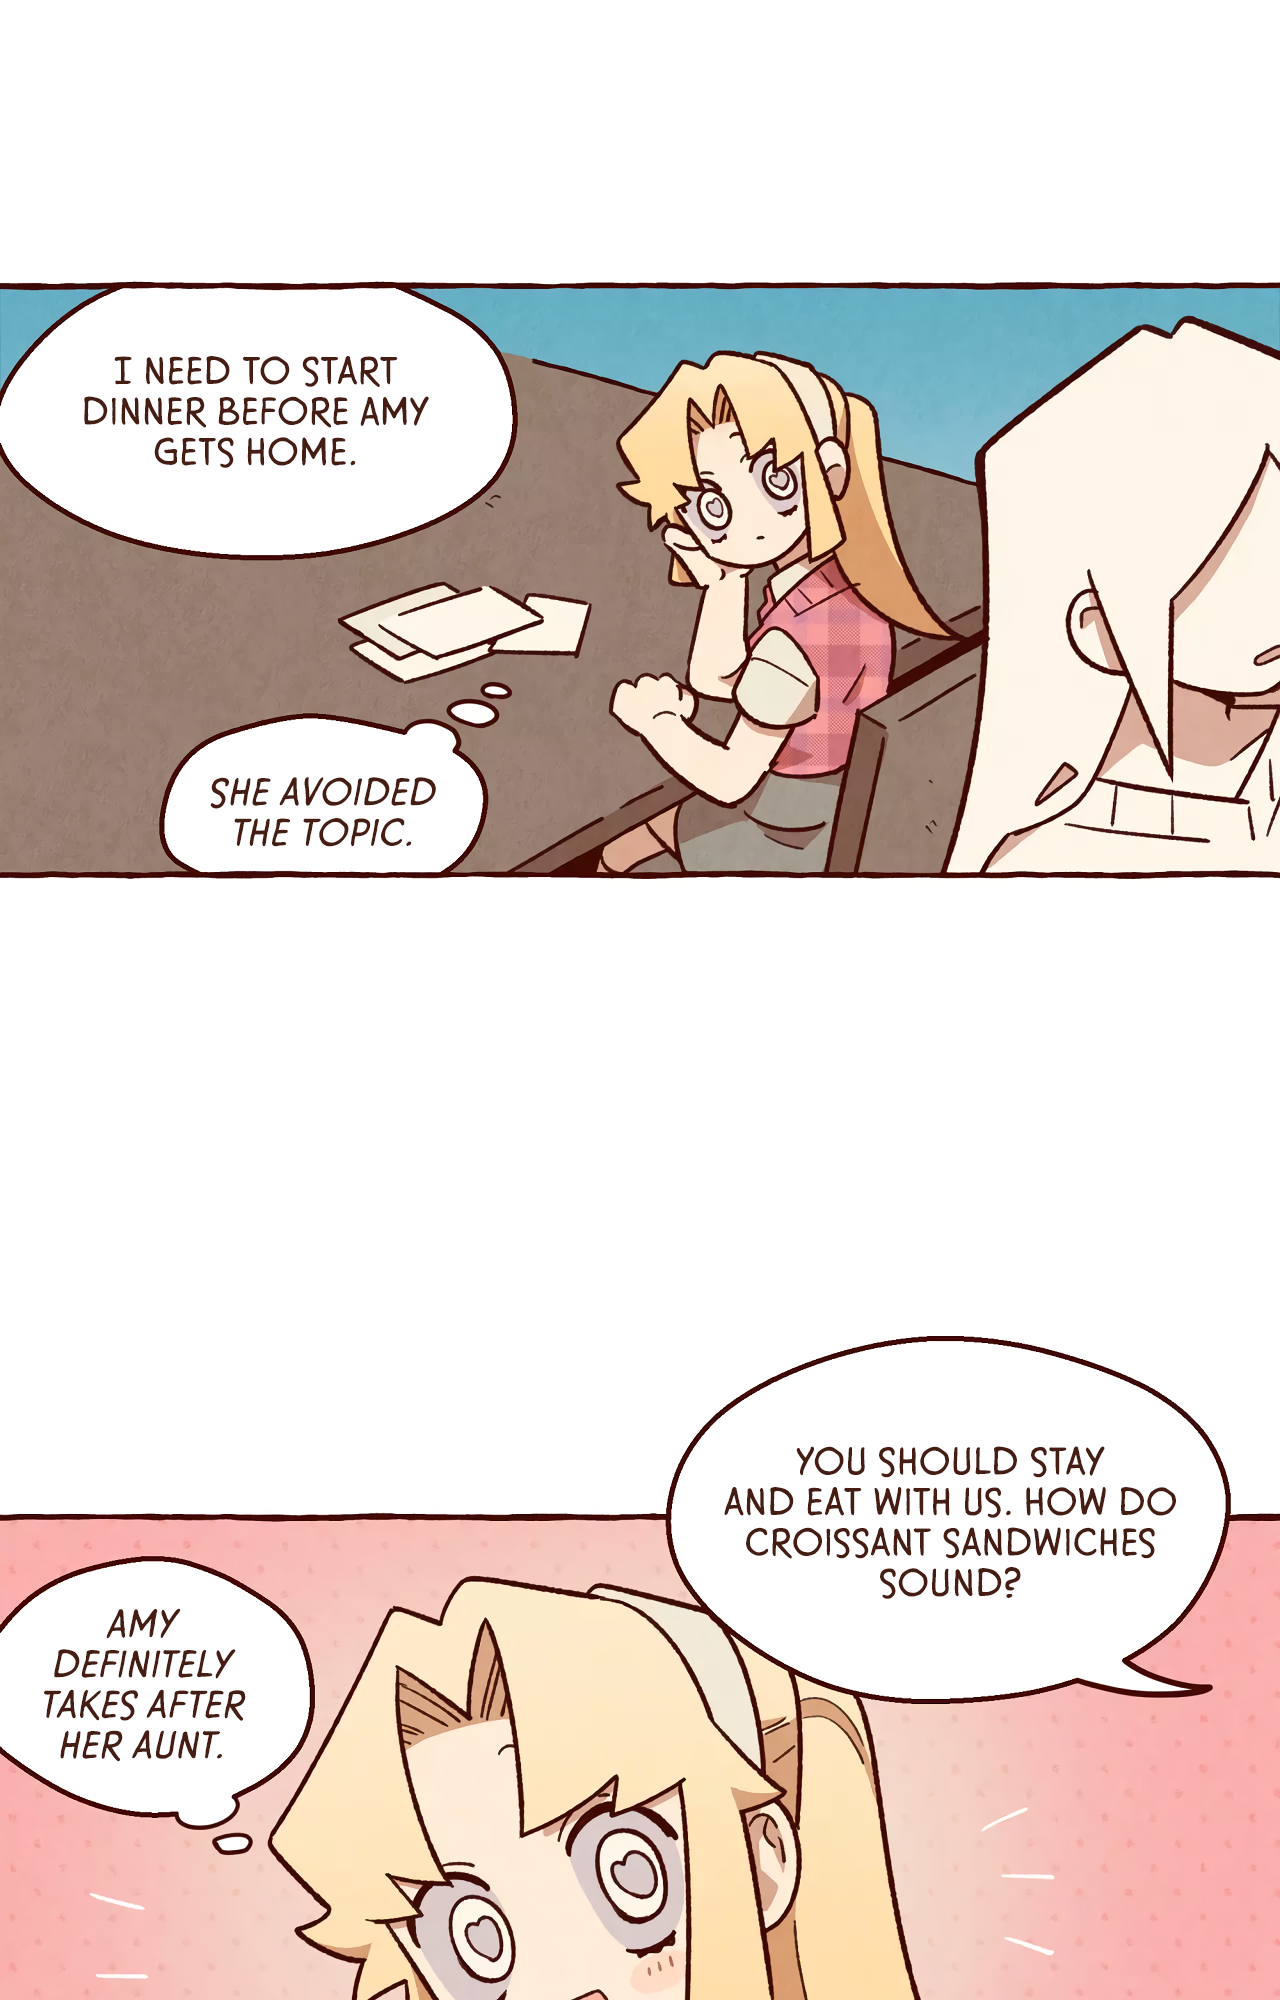 I NEED TO START
DINNER BEFORE AMY
GETS HOME.
SHE AVOIDED
THE TOPIC.
YOU SHOULD STAY
AND EAT WITH US. HOW DO
CROISSANT SANDWICHES
SOUND?
AMY
DEFINITELY
TAKES AFTER
HER AUNT.